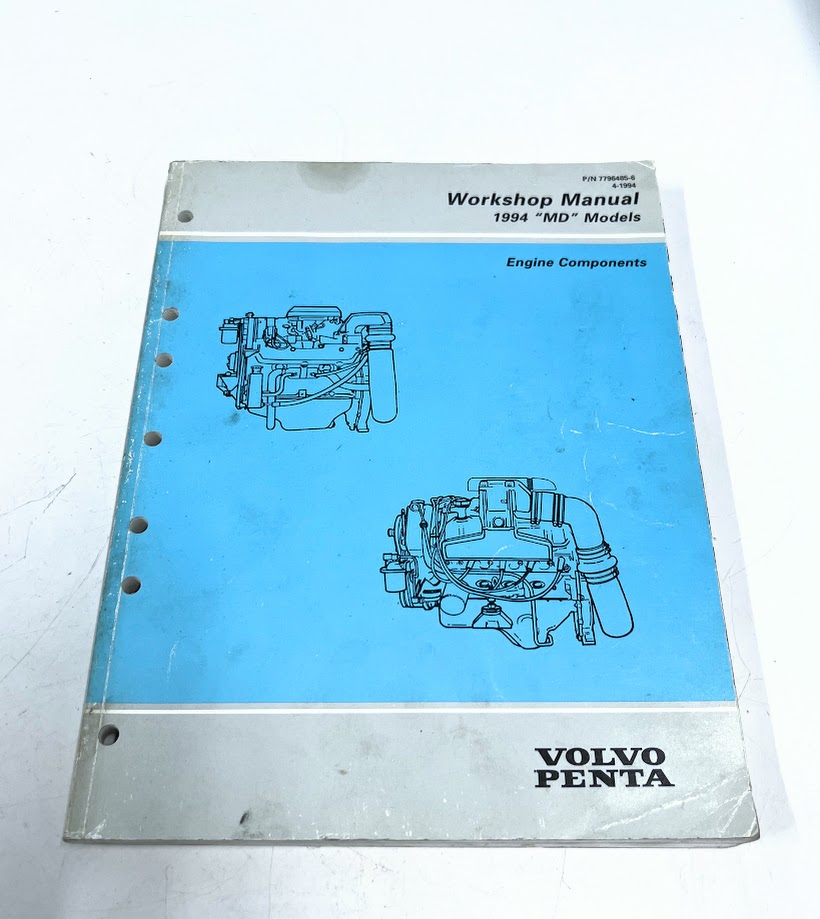 P/N 7796485-6
4-1994
Workshop Manual
1994 “MD” Models
Engine Components
VOLVO
PENTA